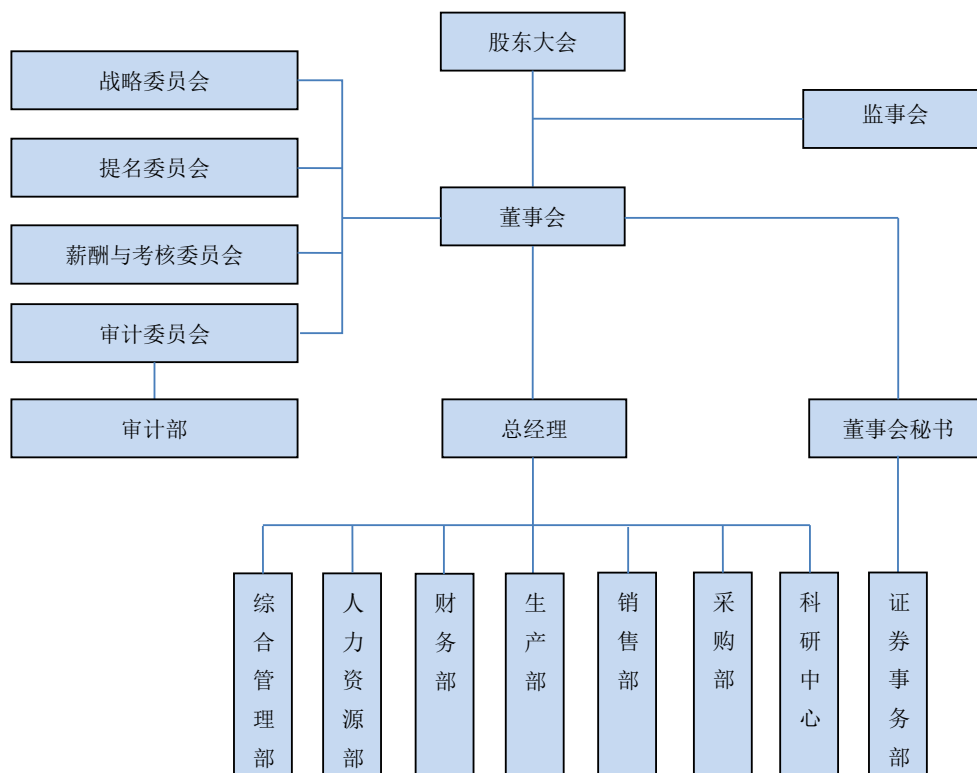 股东大会
战略委员会
监事会
提名委员会
董事会
薪酬与考核委员会
审计委员会
审计部
总经理
董事会秘书
综合管理部
人力资源部
财务部
生产部
销售部
采购部
科研中心
证券事务部